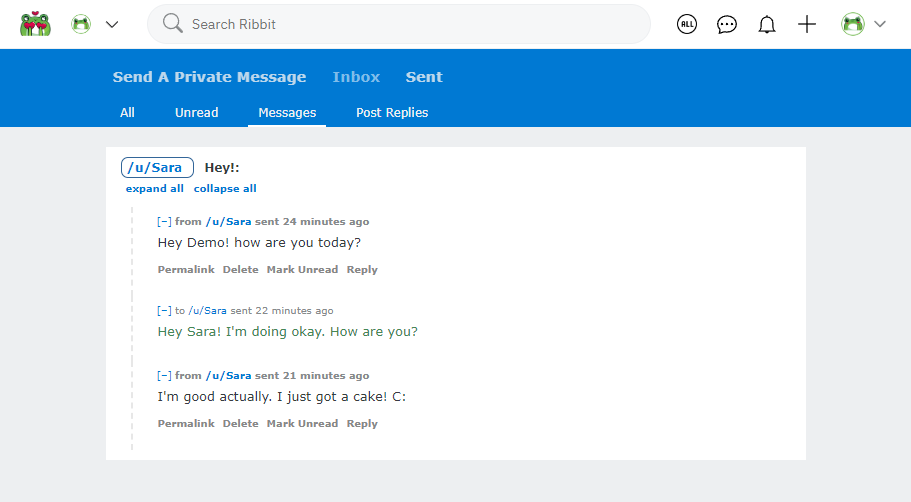 Search Ribbit
ALL
Send A Private Message Inbox Sent
All Unread Messages Post Replies
/u/Sara Hey!:
expand all collapse all
[−] from /u/Sara sent 24 minutes ago
Hey Demo! how are you today?
Permalink Delete Mark Unread Reply
[−] to /u/Sara sent 22 minutes ago
Hey Sara! I'm doing okay. How are you?
[−] from /u/Sara sent 21 minutes ago
I'm good actually. I just got a cake! C:
Permalink Delete Mark Unread Reply